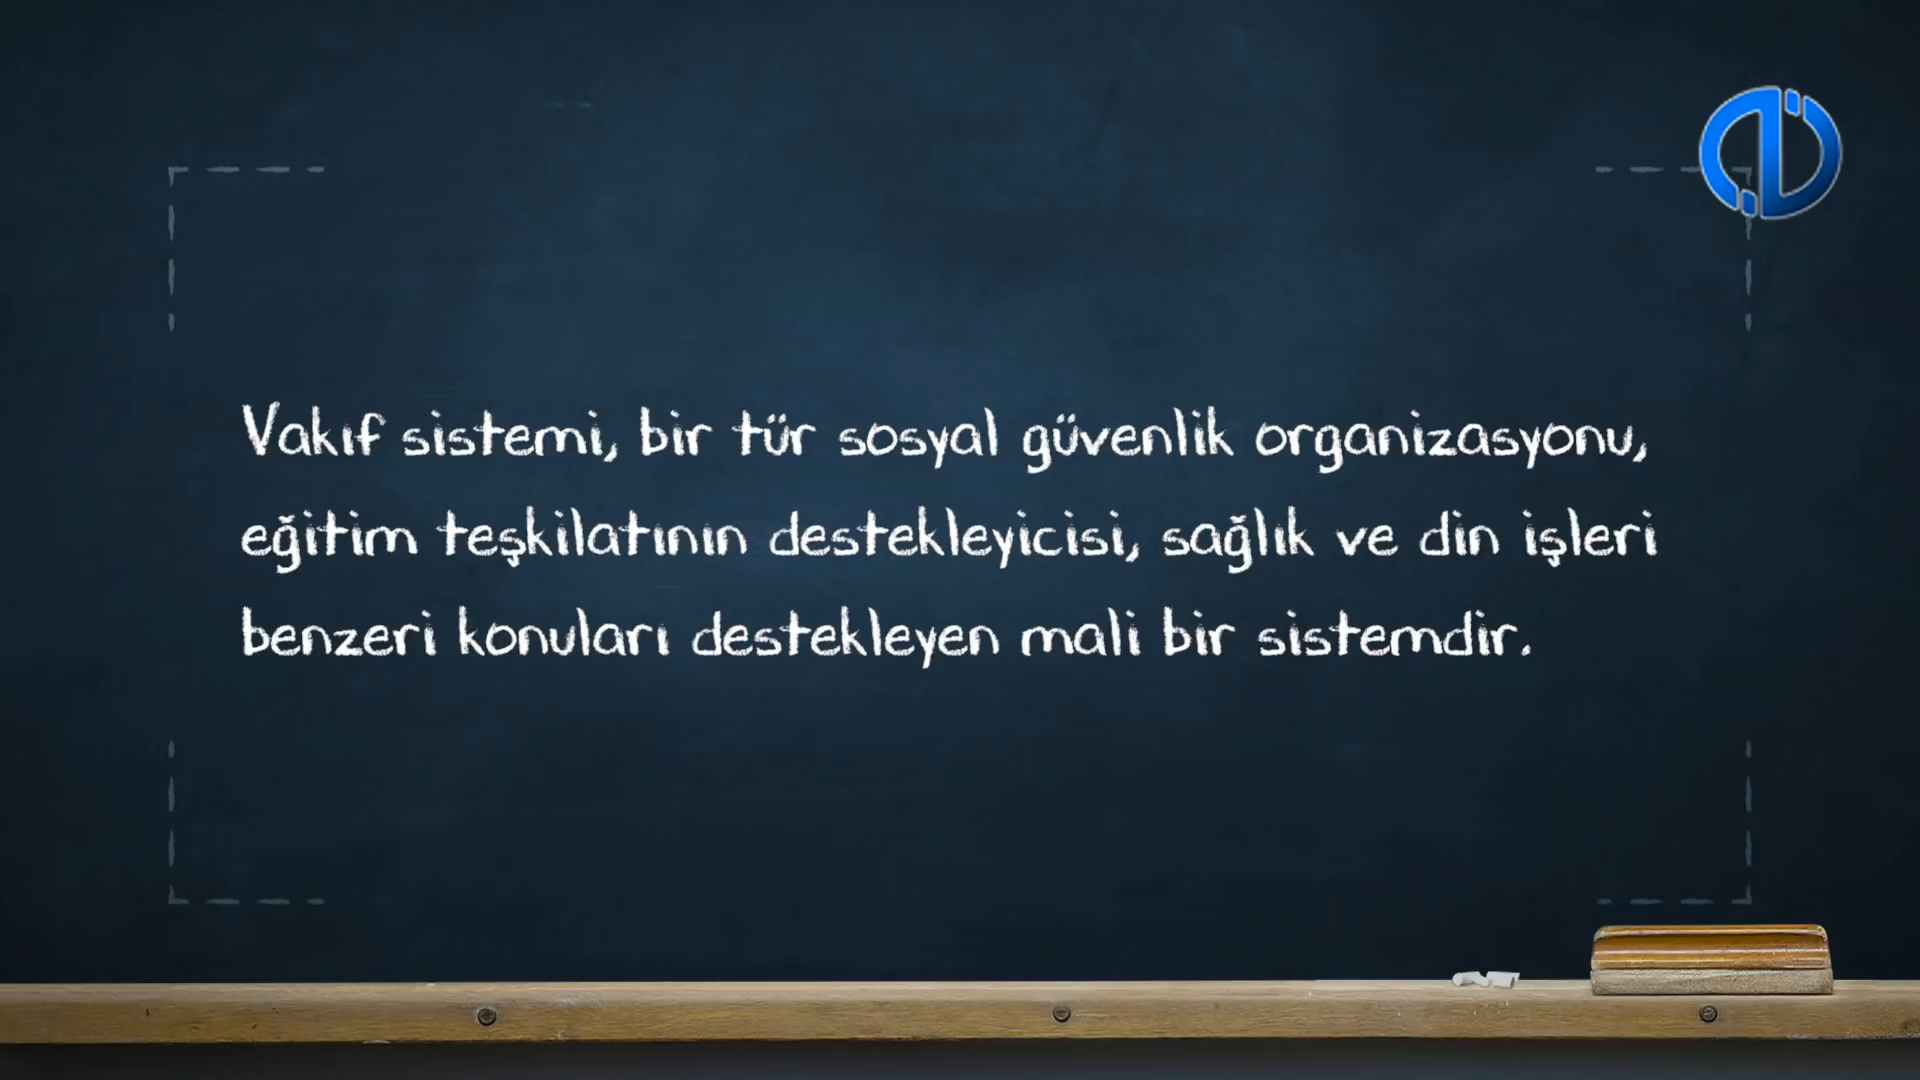 Vakıf sistemi, bir tür sosyal güvenlik organizasyonu,
eğitim teşkilatının destekleyicisi, sağlık ve din işleri
benzeri konuları destekleyen mali bir sistemdir.